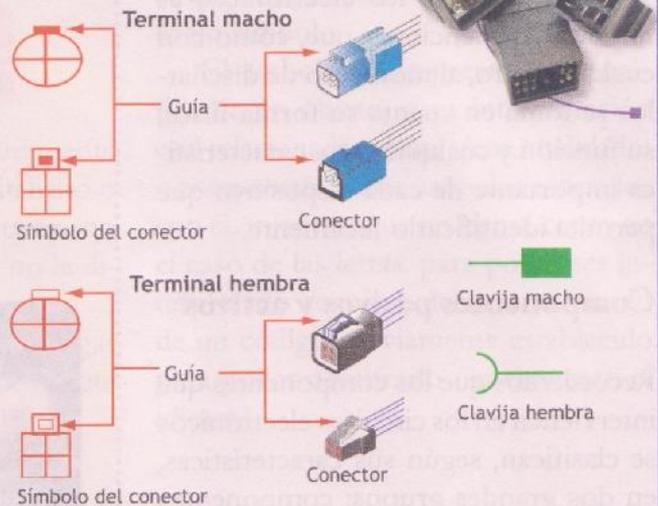 Terminal macho
Guía
Conector
Símbolo del conector
Clavija macho
Terminal hembra
Guía
Clavija hembra
Conector
Símbolo del conector